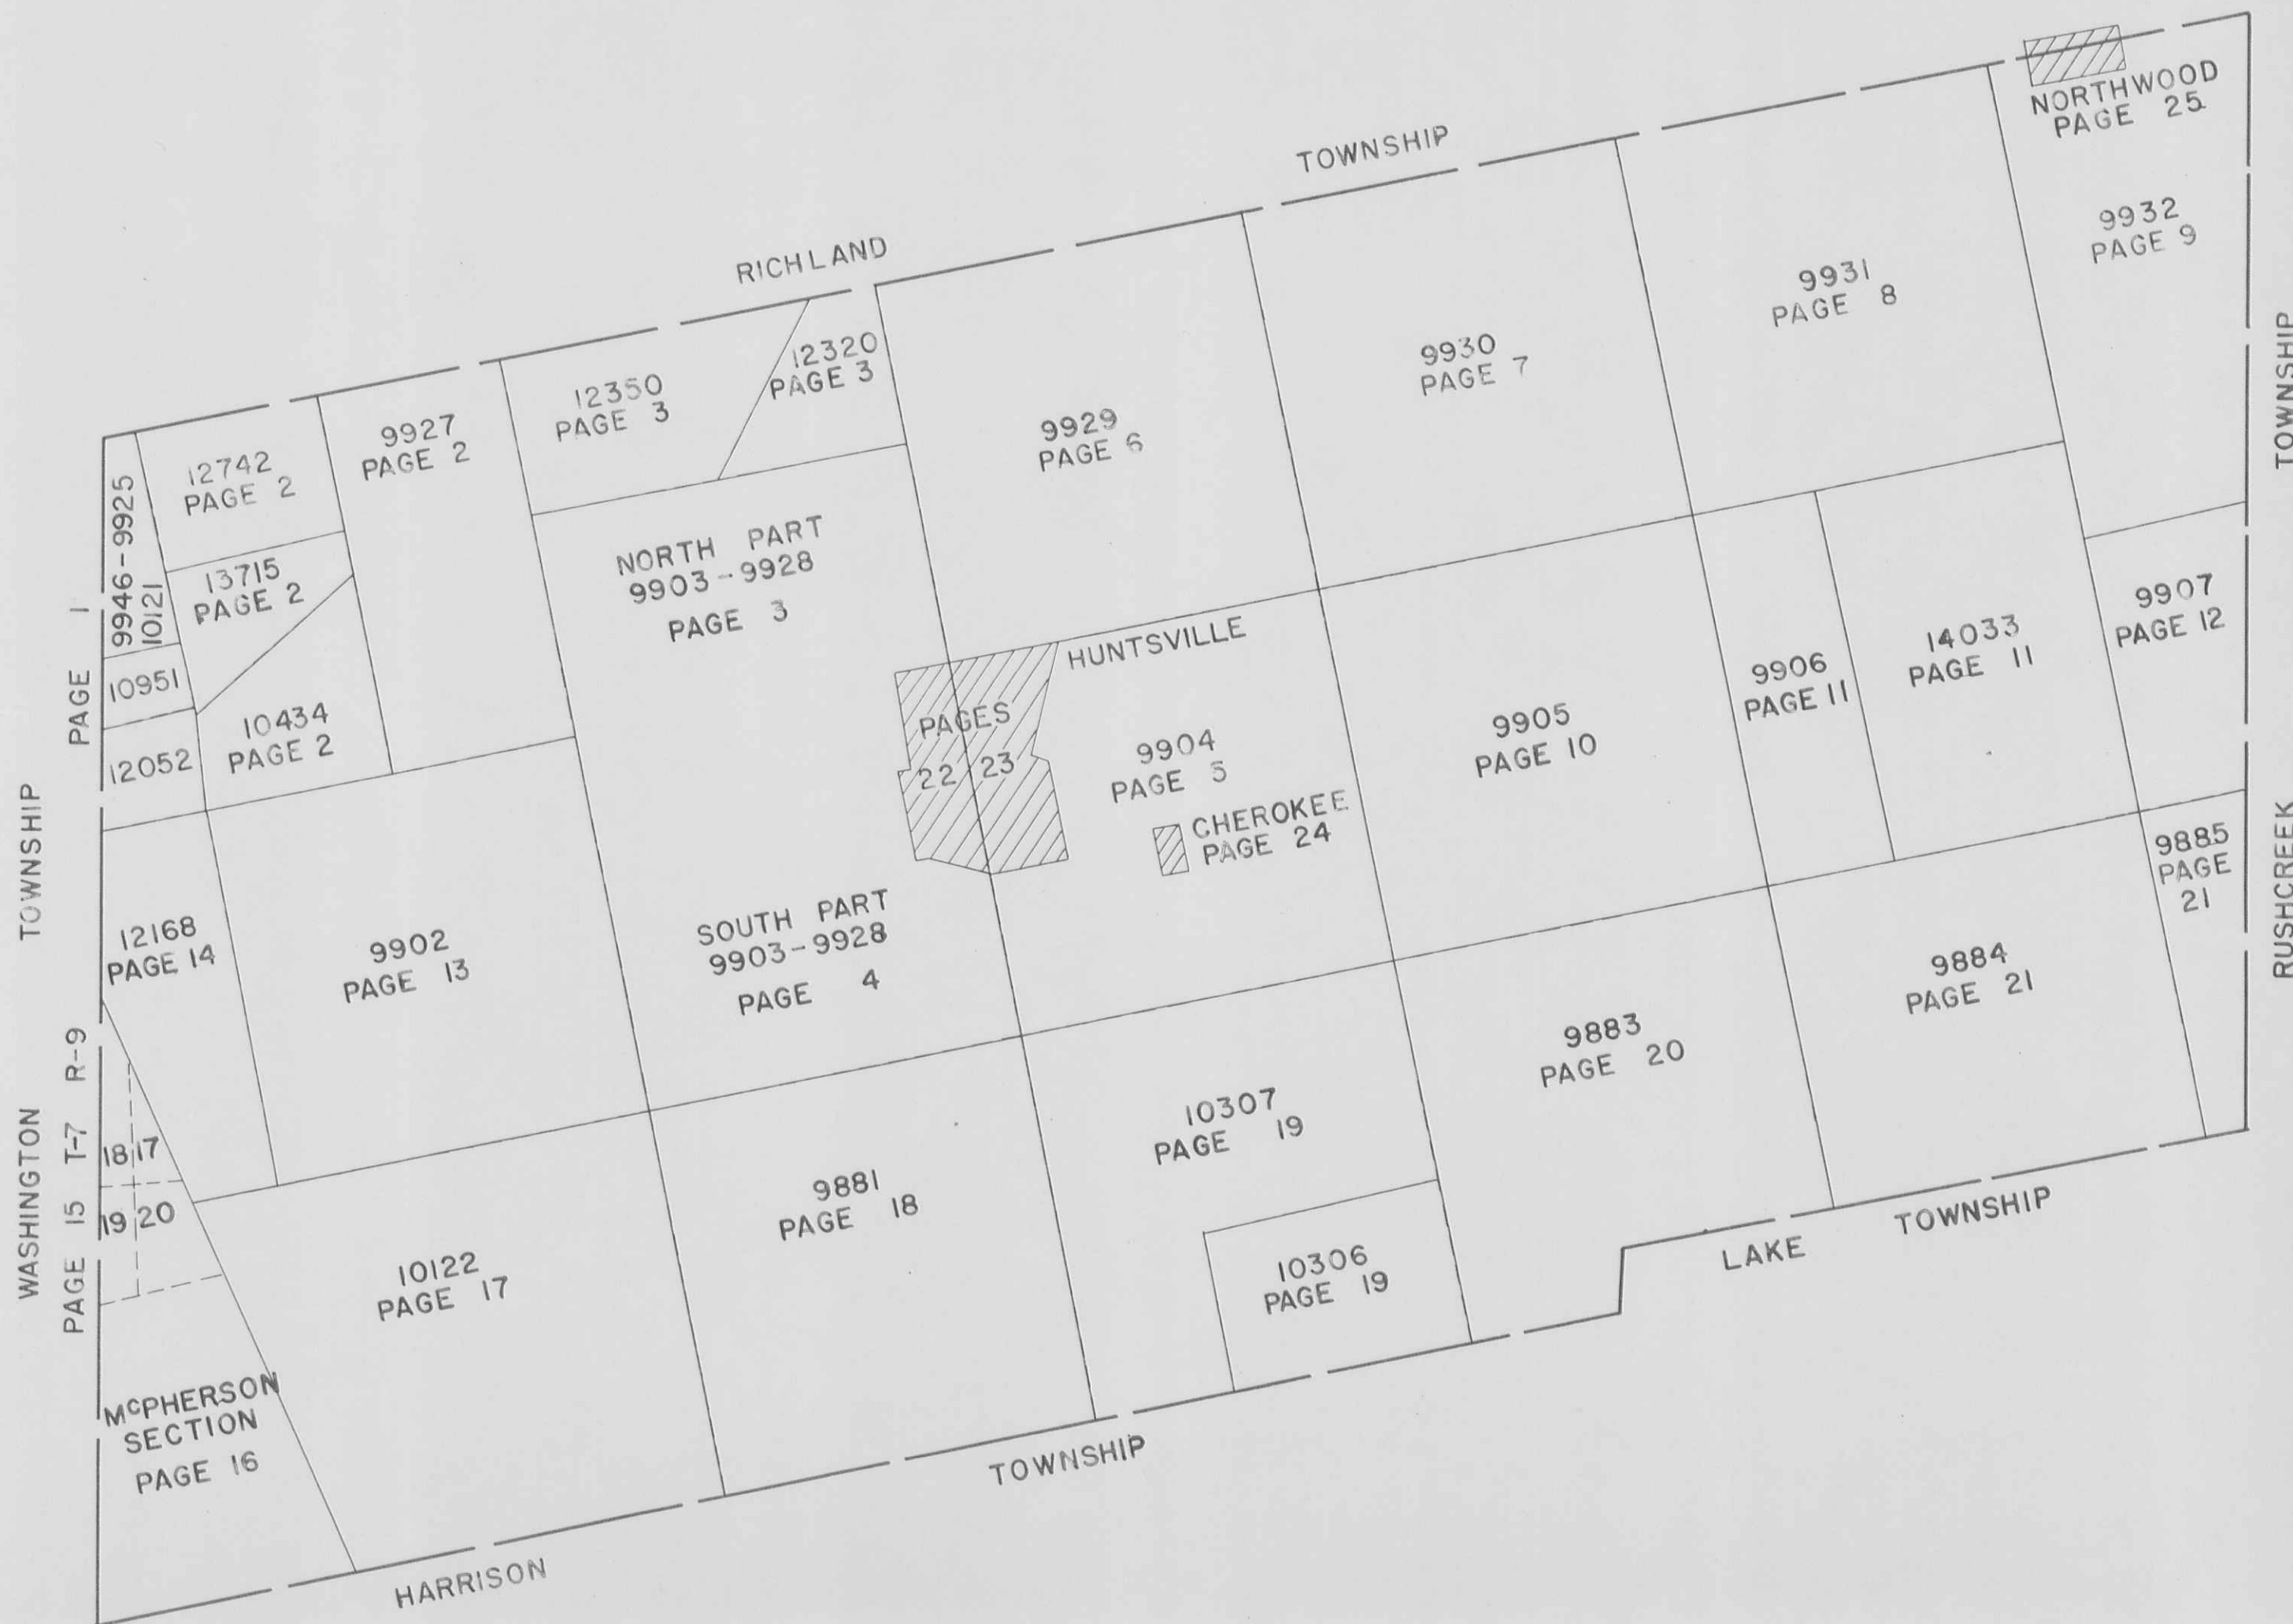 NORTHWOOD
PAGE 25
RICHLAND TOWNSHIP
9932
PAGE 9
9931
PAGE 8
9930
PAGE 7
9929
PAGE 6
12320
PAGE 3
12350
PAGE 3
9927
PAGE 2
12742
PAGE 2
9946-9925
10121
13715
PAGE 2
PAGE 1
10951
10434
PAGE 2
12052
NORTH PART
9903-9928
PAGE 3
HUNTSVILLE
PAGES
22 23
9904
PAGE 5
CHEROKEE
PAGE 24
9905
PAGE 10
9906
PAGE 11
14033
PAGE 11
9907
PAGE 12
RUSHCREEK TOWNSHIP
9885
PAGE
21
WASHINGTON TOWNSHIP
12168
PAGE 14
9902
PAGE 13
SOUTH PART
9903-9928
PAGE 4
9884
PAGE 21
9883
PAGE 20
10307
PAGE 19
PAGE 15 T-7 R-9
18 17
19 20
9881
PAGE 18
10306
PAGE 19
10122
PAGE 17
LAKE TOWNSHIP
McPHERSON
SECTION
PAGE 16
HARRISON TOWNSHIP